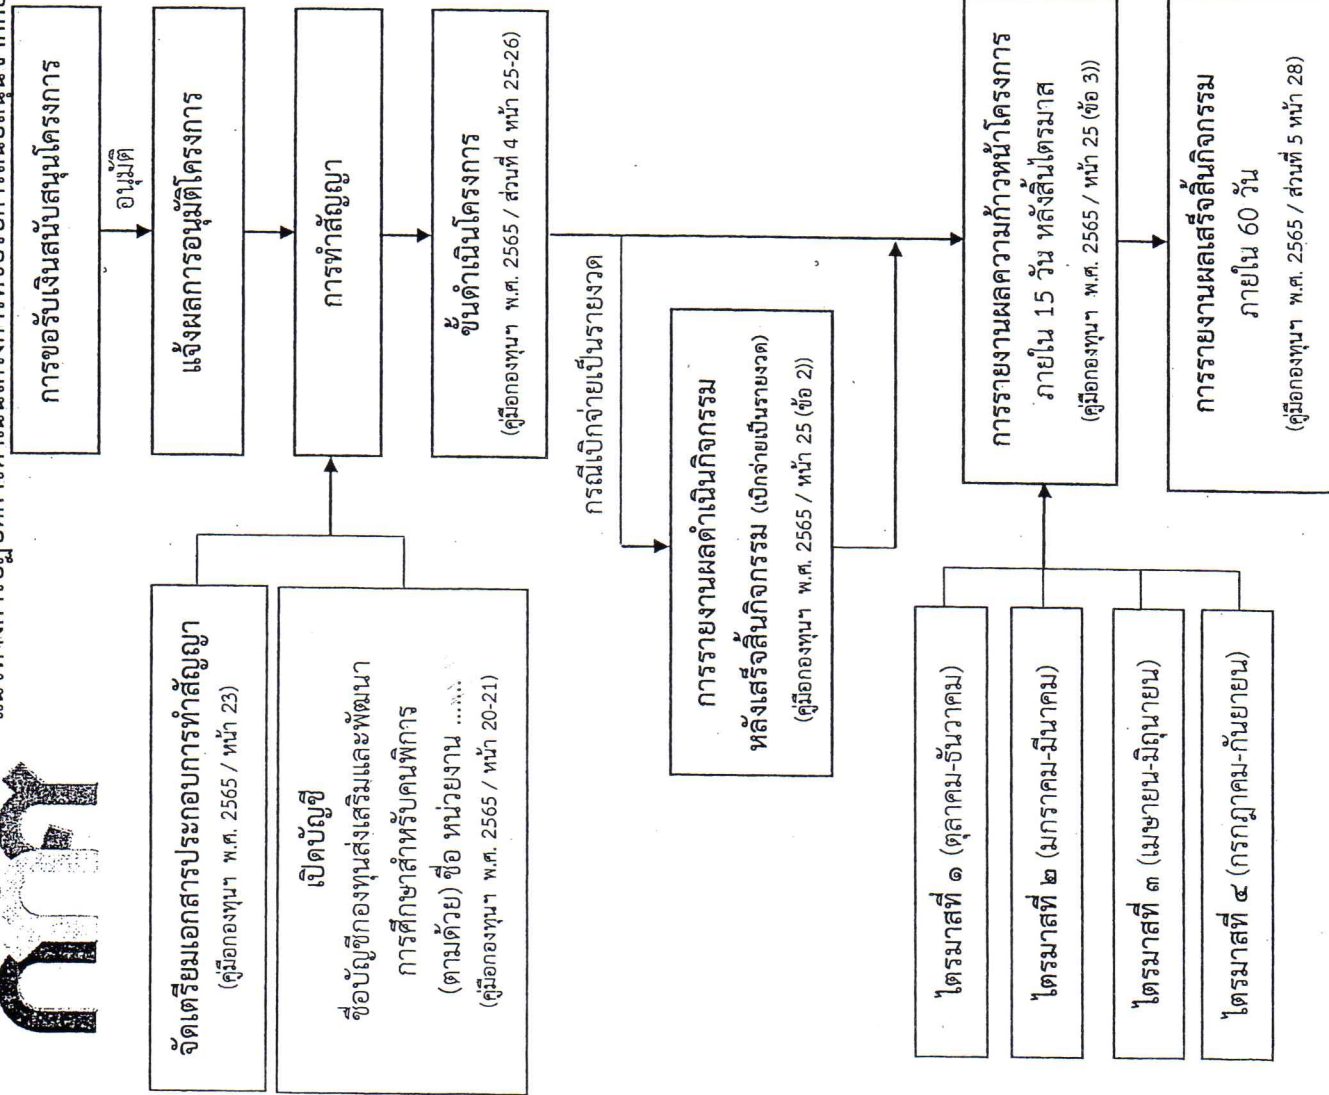 การขอรับเงินสนับสนุนโครงการ
อนุมัติ
แจ้งผลการอนุมัติโครงการ
การทำสัญญา
จัดเตรียมเอกสารประกอบการทำสัญญา
(คู่มือกองทุนฯ พ.ศ. 2565 / หน้า 23)
เปิดบัญชี
ชื่อบัญชีกองทุนส่งเสริมและพัฒนา
การศึกษาสำหรับคนพิการ
(ตามด้วย) ชื่อ หน่วยงาน .......
(คู่มือกองทุนฯ พ.ศ. 2565 / หน้า 20-21)
ขั้นดำเนินโครงการ
(คู่มือกองทุนฯ พ.ศ. 2565 / ส่วนที่ 4 หน้า 25-26)
กรณีเบิกจ่ายเป็นรายงวด
การรายงานผลดำเนินกิจกรรม
หลังเสร็จสิ้นกิจกรรม (เบิกจ่ายเป็นรายงวด)
(คู่มือกองทุนฯ พ.ศ. 2565 / หน้า 25 (ข้อ 2))
การรายงานผลความก้าวหน้าโครงการ
ภายใน 15 วัน หลังสิ้นไตรมาส
(คู่มือกองทุนฯ พ.ศ. 2565 / หน้า 25 (ข้อ 3))
ไตรมาสที่ ๑ (ตุลาคม-ธันวาคม)
ไตรมาสที่ ๒ (มกราคม-มีนาคม)
ไตรมาสที่ ๓ (เมษายน-มิถุนายน)
ไตรมาสที่ ๔ (กรกฎาคม-กันยายน)
การรายงานผลเสร็จสิ้นกิจกรรม
ภายใน 60 วัน
(คู่มือกองทุนฯ พ.ศ. 2565 / ส่วนที่ 5 หน้า 28)